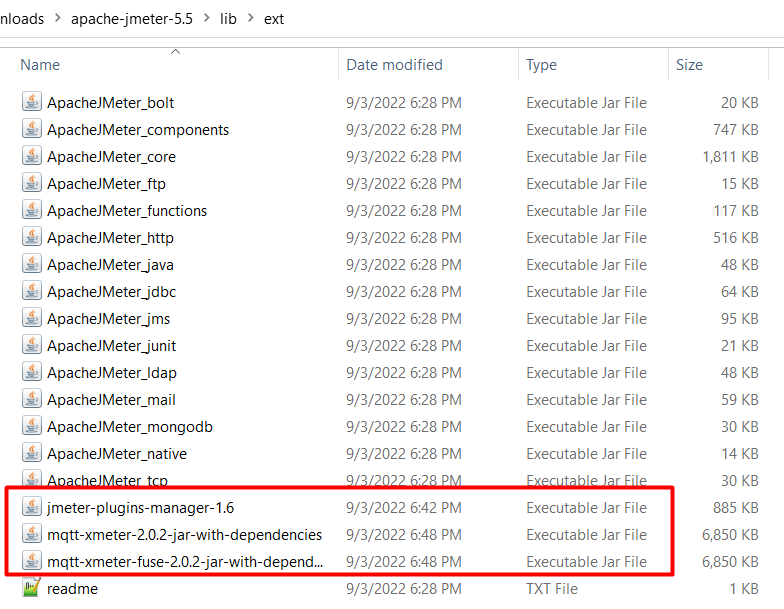 nloads > apache-jmeter-5.5 > lib > ext
Name Date modified Type Size
ApacheJMeter_bolt 9/3/2022 6:28 PM Executable Jar File 20 KB
ApacheJMeter_components 9/3/2022 6:28 PM Executable Jar File 747 KB
ApacheJMeter_core 9/3/2022 6:28 PM Executable Jar File 1,811 KB
ApacheJMeter_ftp 9/3/2022 6:28 PM Executable Jar File 15 KB
ApacheJMeter_functions 9/3/2022 6:28 PM Executable Jar File 117 KB
ApacheJMeter_http 9/3/2022 6:28 PM Executable Jar File 516 KB
ApacheJMeter_java 9/3/2022 6:28 PM Executable Jar File 48 KB
ApacheJMeter_jdbc 9/3/2022 6:28 PM Executable Jar File 64 KB
ApacheJMeter_jms 9/3/2022 6:28 PM Executable Jar File 95 KB
ApacheJMeter_junit 9/3/2022 6:28 PM Executable Jar File 21 KB
ApacheJMeter_ldap 9/3/2022 6:28 PM Executable Jar File 48 KB
ApacheJMeter_mail 9/3/2022 6:28 PM Executable Jar File 59 KB
ApacheJMeter_mongodb 9/3/2022 6:28 PM Executable Jar File 30 KB
ApacheJMeter_native 9/3/2022 6:28 PM Executable Jar File 14 KB
ApacheJMeter_tcp 9/3/2022 6:28 PM Executable Jar File 30 KB
jmeter-plugins-manager-1.6 9/3/2022 6:42 PM Executable Jar File 885 KB
mqtt-xmeter-2.0.2-jar-with-dependencies 9/3/2022 6:48 PM Executable Jar File 6,850 KB
mqtt-xmeter-fuse-2.0.2-jar-with-depend... 9/3/2022 6:48 PM Executable Jar File 6,850 KB
readme 9/3/2022 6:28 PM TXT File 1 KB